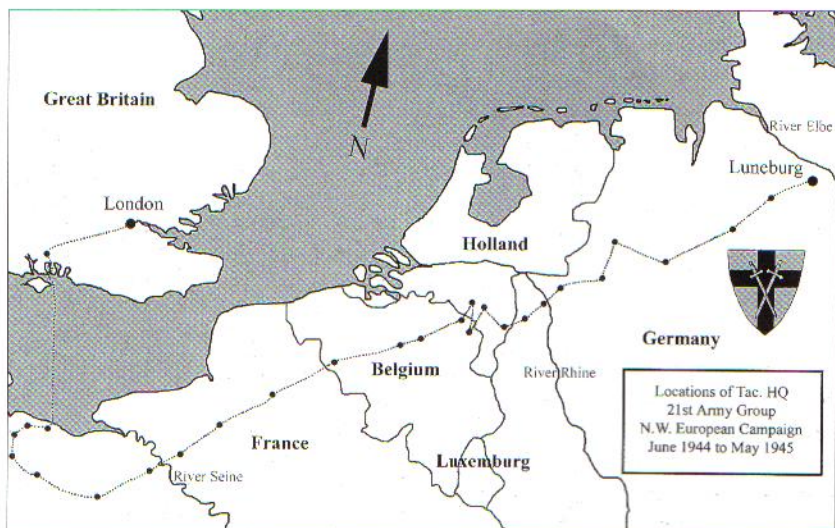 Great Britain
N
River Elbe
Luneburg
London
Holland
Germany
Belgium
River Rhine
Locations of Tac. HQ
21st Army Group
N.W. European Campaign
June 1944 to May 1945
France
Luxemburg
River Seine